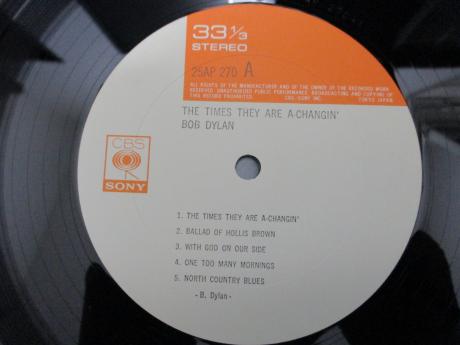 33 1/3
STEREO
25AP 270 A
ALL RIGHTS OF THE MANUFACTURER AND OF THE OWNER OF THE RECORDED WORK
RESERVED. UNAUTHORIZED PUBLIC PERFORMANCE BROADCASTING AND COPYING OF
THIS RECORD PROHIBITED. CBS/SONY INC. TOKYO JAPAN
THE TIMES THEY ARE A-CHANGIN'
BOB DYLAN
CBS
SONY
1. THE TIMES THEY ARE A-CHANGIN'
2. BALLAD OF HOLLIS BROWN
3. WITH GOD ON OUR SIDE
4. ONE TOO MANY MORNINGS
5. NORTH COUNTRY BLUES
- B. Dylan -